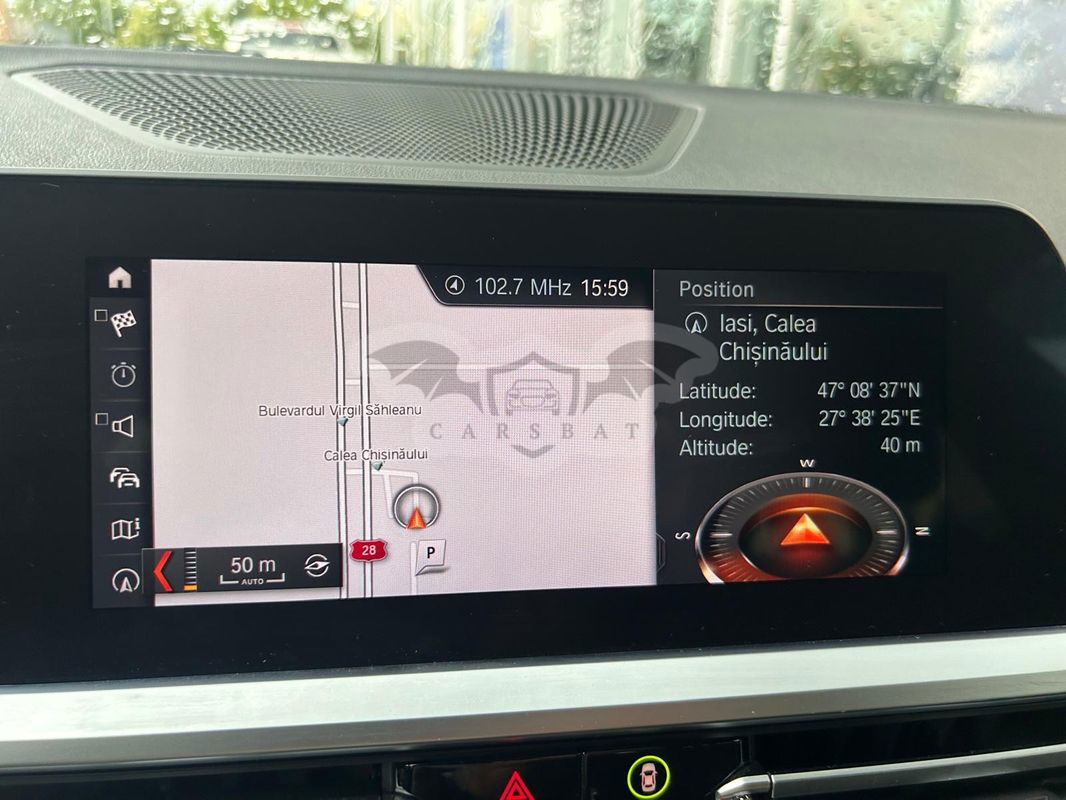 102.7 MHz 15:59
Position
Iasi, Calea
Chișinăului
Latitude: 47° 08' 37"N
Longitude: 27° 38' 25"E
Altitude: 40 m
W
S
N
Bulevardul Virgil Săhleanu
CARSBAT
Calea Chișinăului
28
P
50 m
AUTO